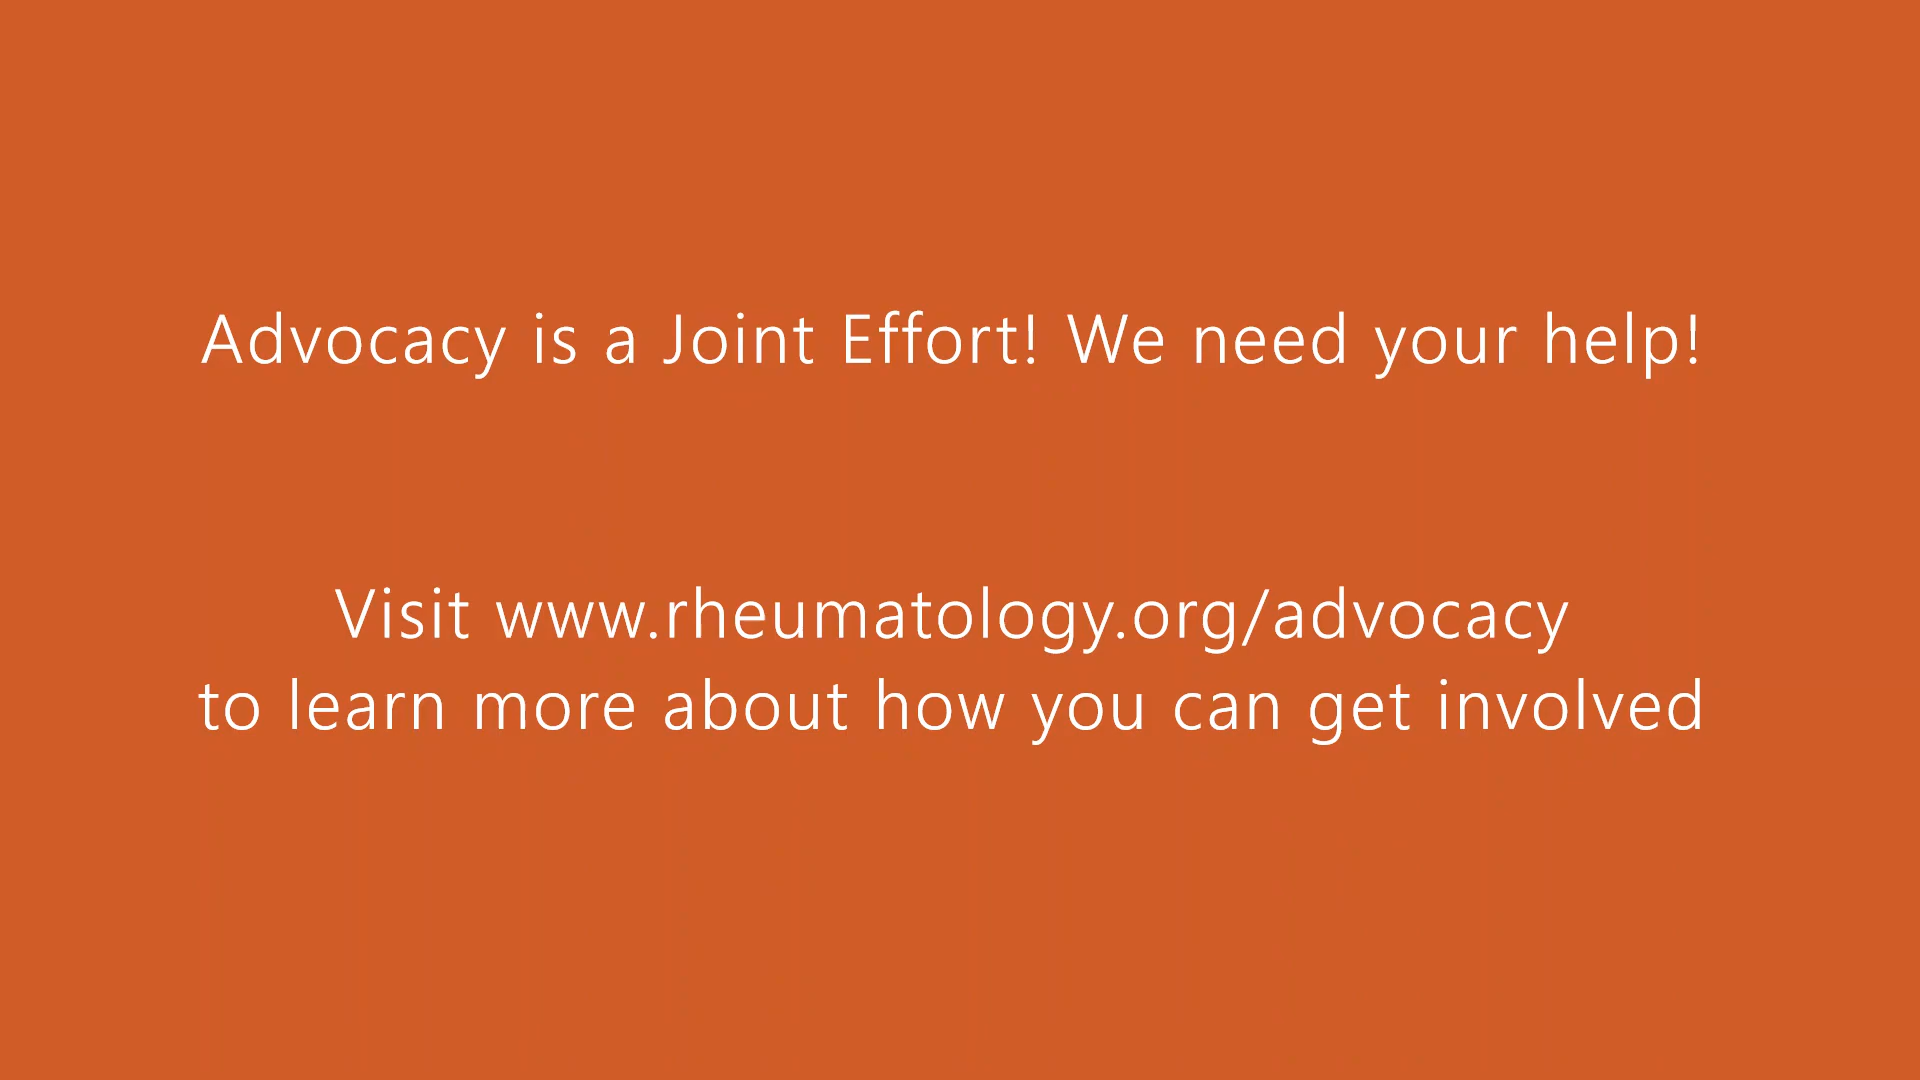 Advocacy is a Joint Effort! We need your help!
Visit www.rheumatology.org/advocacy
to learn more about how you can get involved